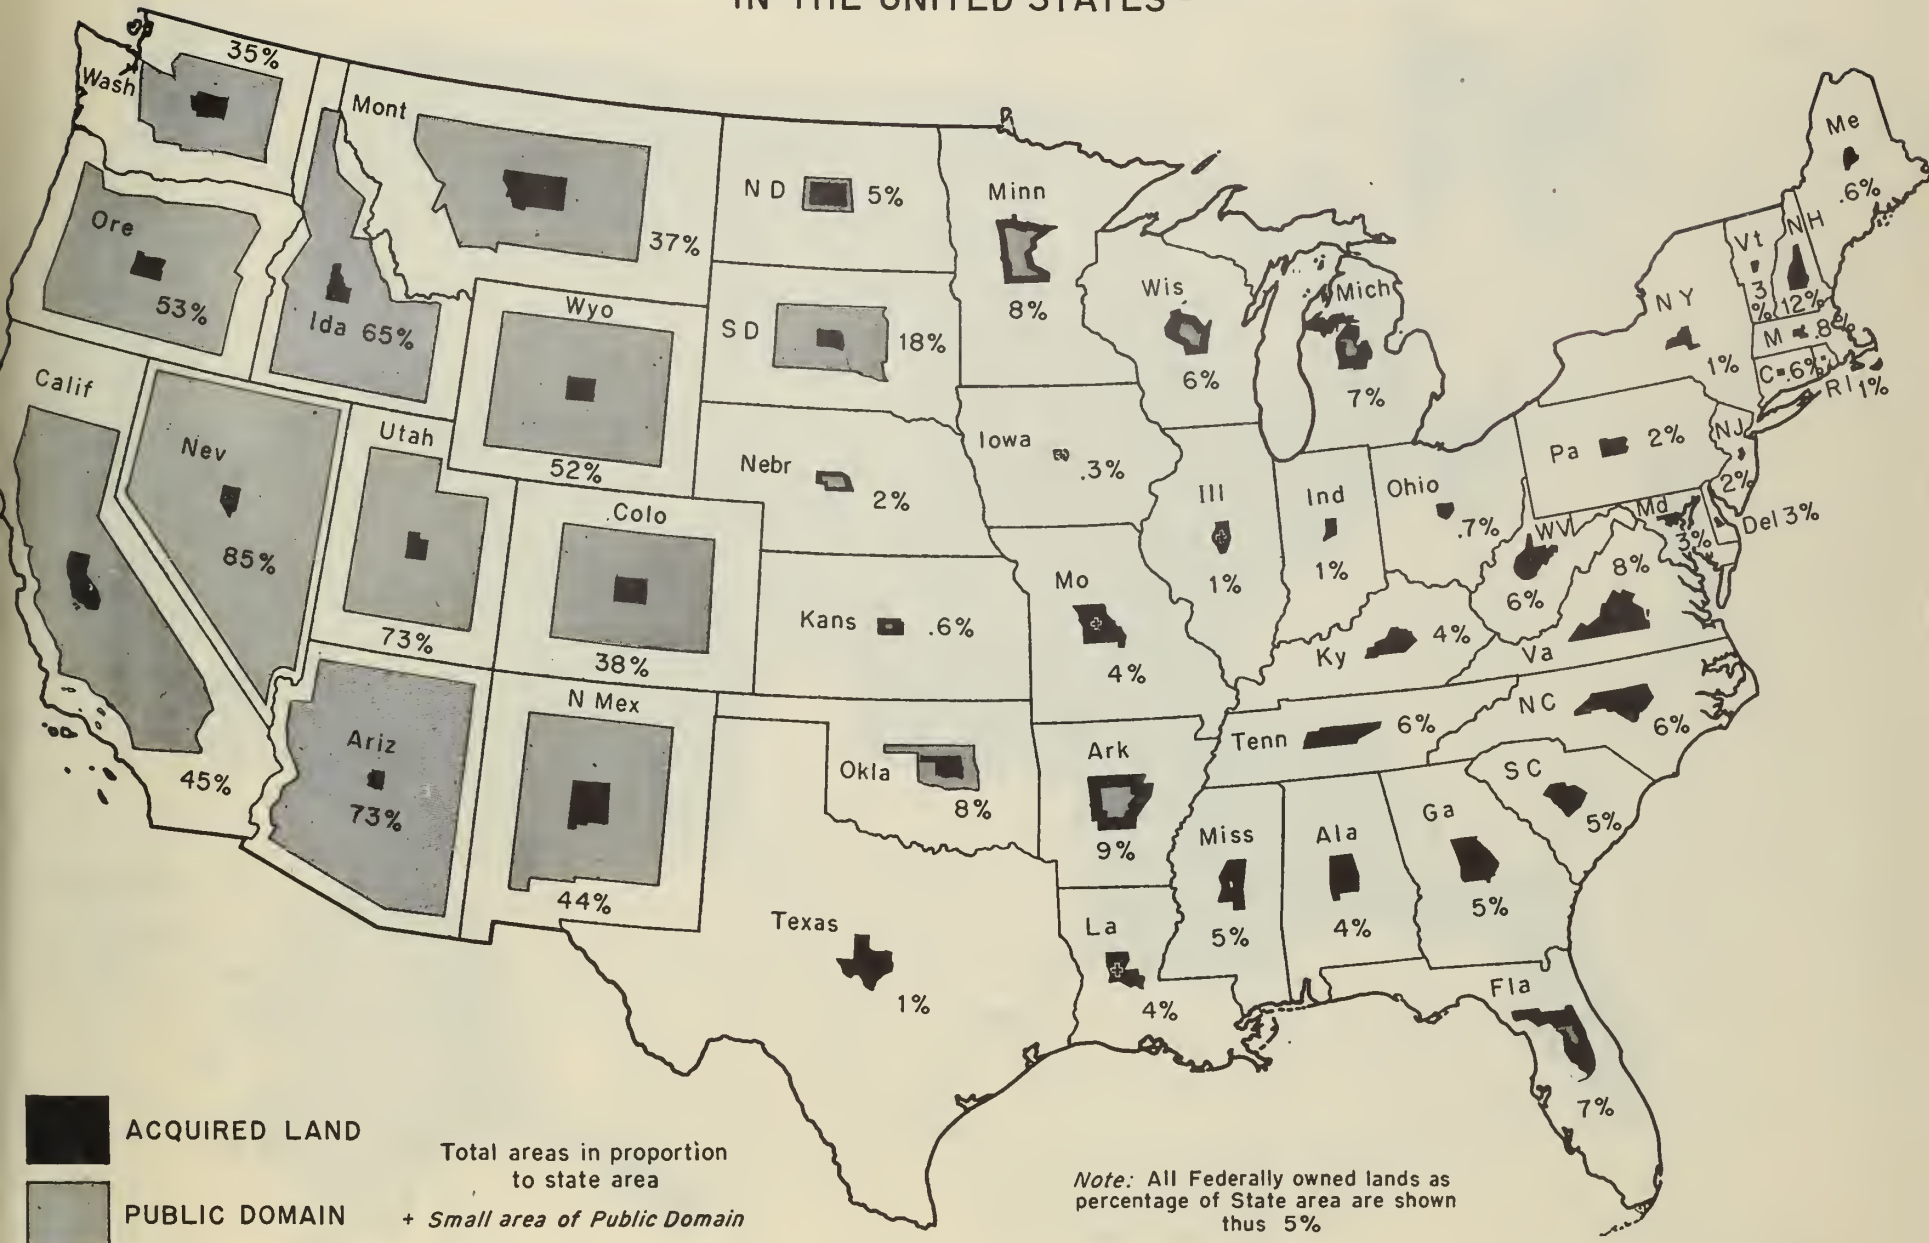 IN THE UNITED STATES
Wash
35%
Mont
37%
Ore
53%
Ida 65%
Wyo
52%
N D
5%
S D
18%
Minn
8%
Wis
6%
Mich
7%
Me
.6%
N H
12%
Vt
3
%
N Y
1%
M
.8%
C
.6%
R I 1%
Calif
45%
Nev
85%
Utah
73%
Colo
38%
Nebr
2%
Iowa
.3%
Kans
.6%
Ill
1%
Ind
1%
Ohio
.7%
Pa
2%
NJ
2%
Md
3%
Del 3%
WV
6%
8%
Va
Mo
4%
Ky
4%
Ariz
73%
N Mex
44%
Okla
8%
Ark
9%
Tenn
6%
N C
6%
S C
5%
Texas
1%
La
4%
Miss
5%
Ala
4%
Ga
5%
Fla
7%
ACQUIRED LAND
PUBLIC DOMAIN
Total areas in proportion
to state area
+ Small area of Public Domain
Note: All Federally owned lands as
percentage of State area are shown
thus 5%